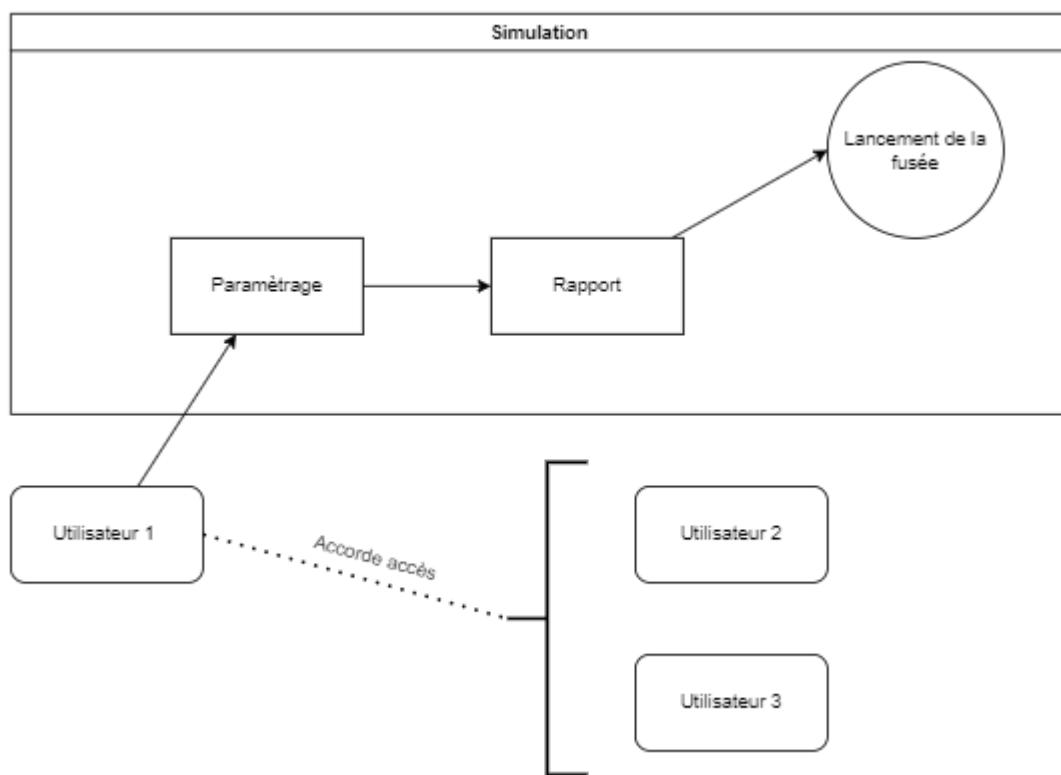 Simulation
Lancement de la
fusée
Paramètrage
Rapport
Utilisateur 1
Accorde accès
Utilisateur 2
Utilisateur 3